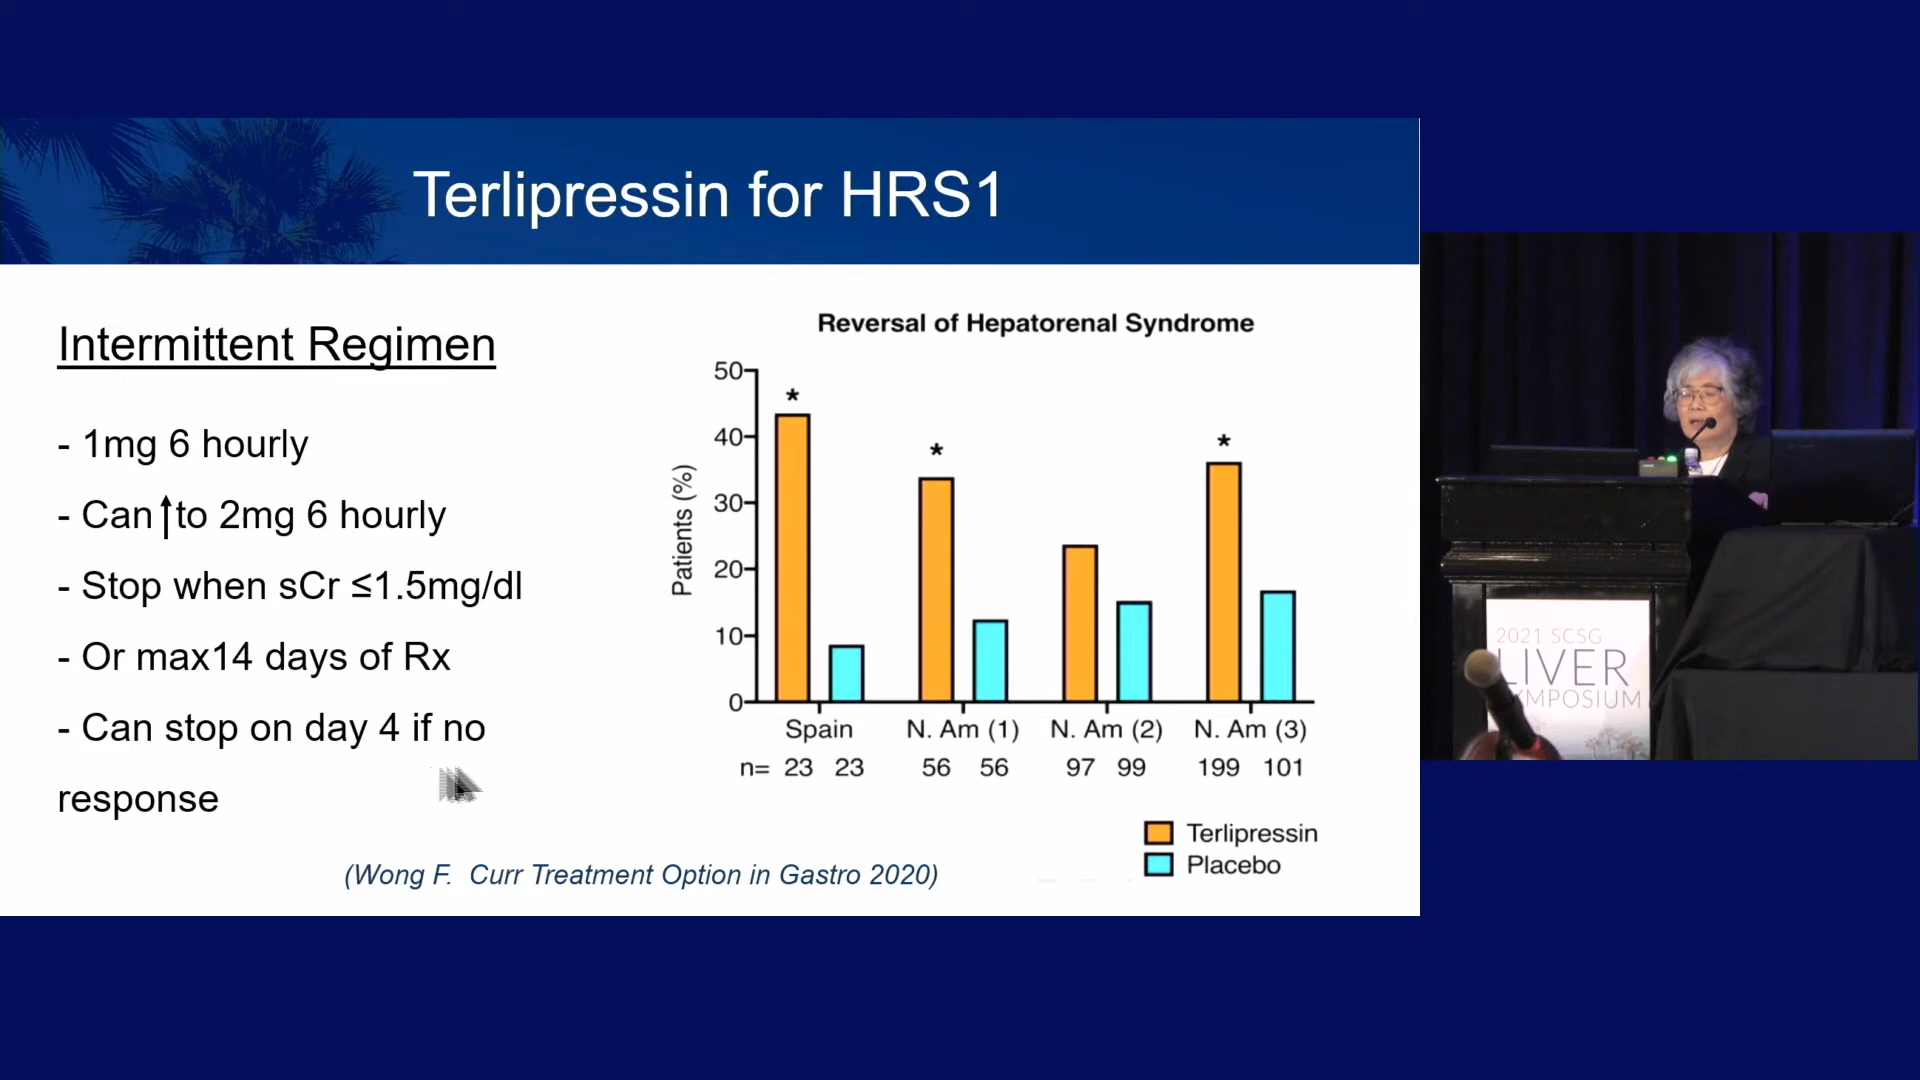 Terlipressin for HRS1
Intermittent Regimen
- 1mg 6 hourly
- Can↑to 2mg 6 hourly
- Stop when sCr ≤1.5mg/dl
- Or max14 days of Rx
- Can stop on day 4 if no
response
Reversal of Hepatorenal Syndrome
Patients (%)
50
40
30
20
10
0
* * *
Spain N. Am (1) N. Am (2) N. Am (3)
n= 23 23 56 56 97 99 199 101
Terlipressin
Placebo
(Wong F. Curr Treatment Option in Gastro 2020)
2021 SCSG
LIVER
YMPOSIUM